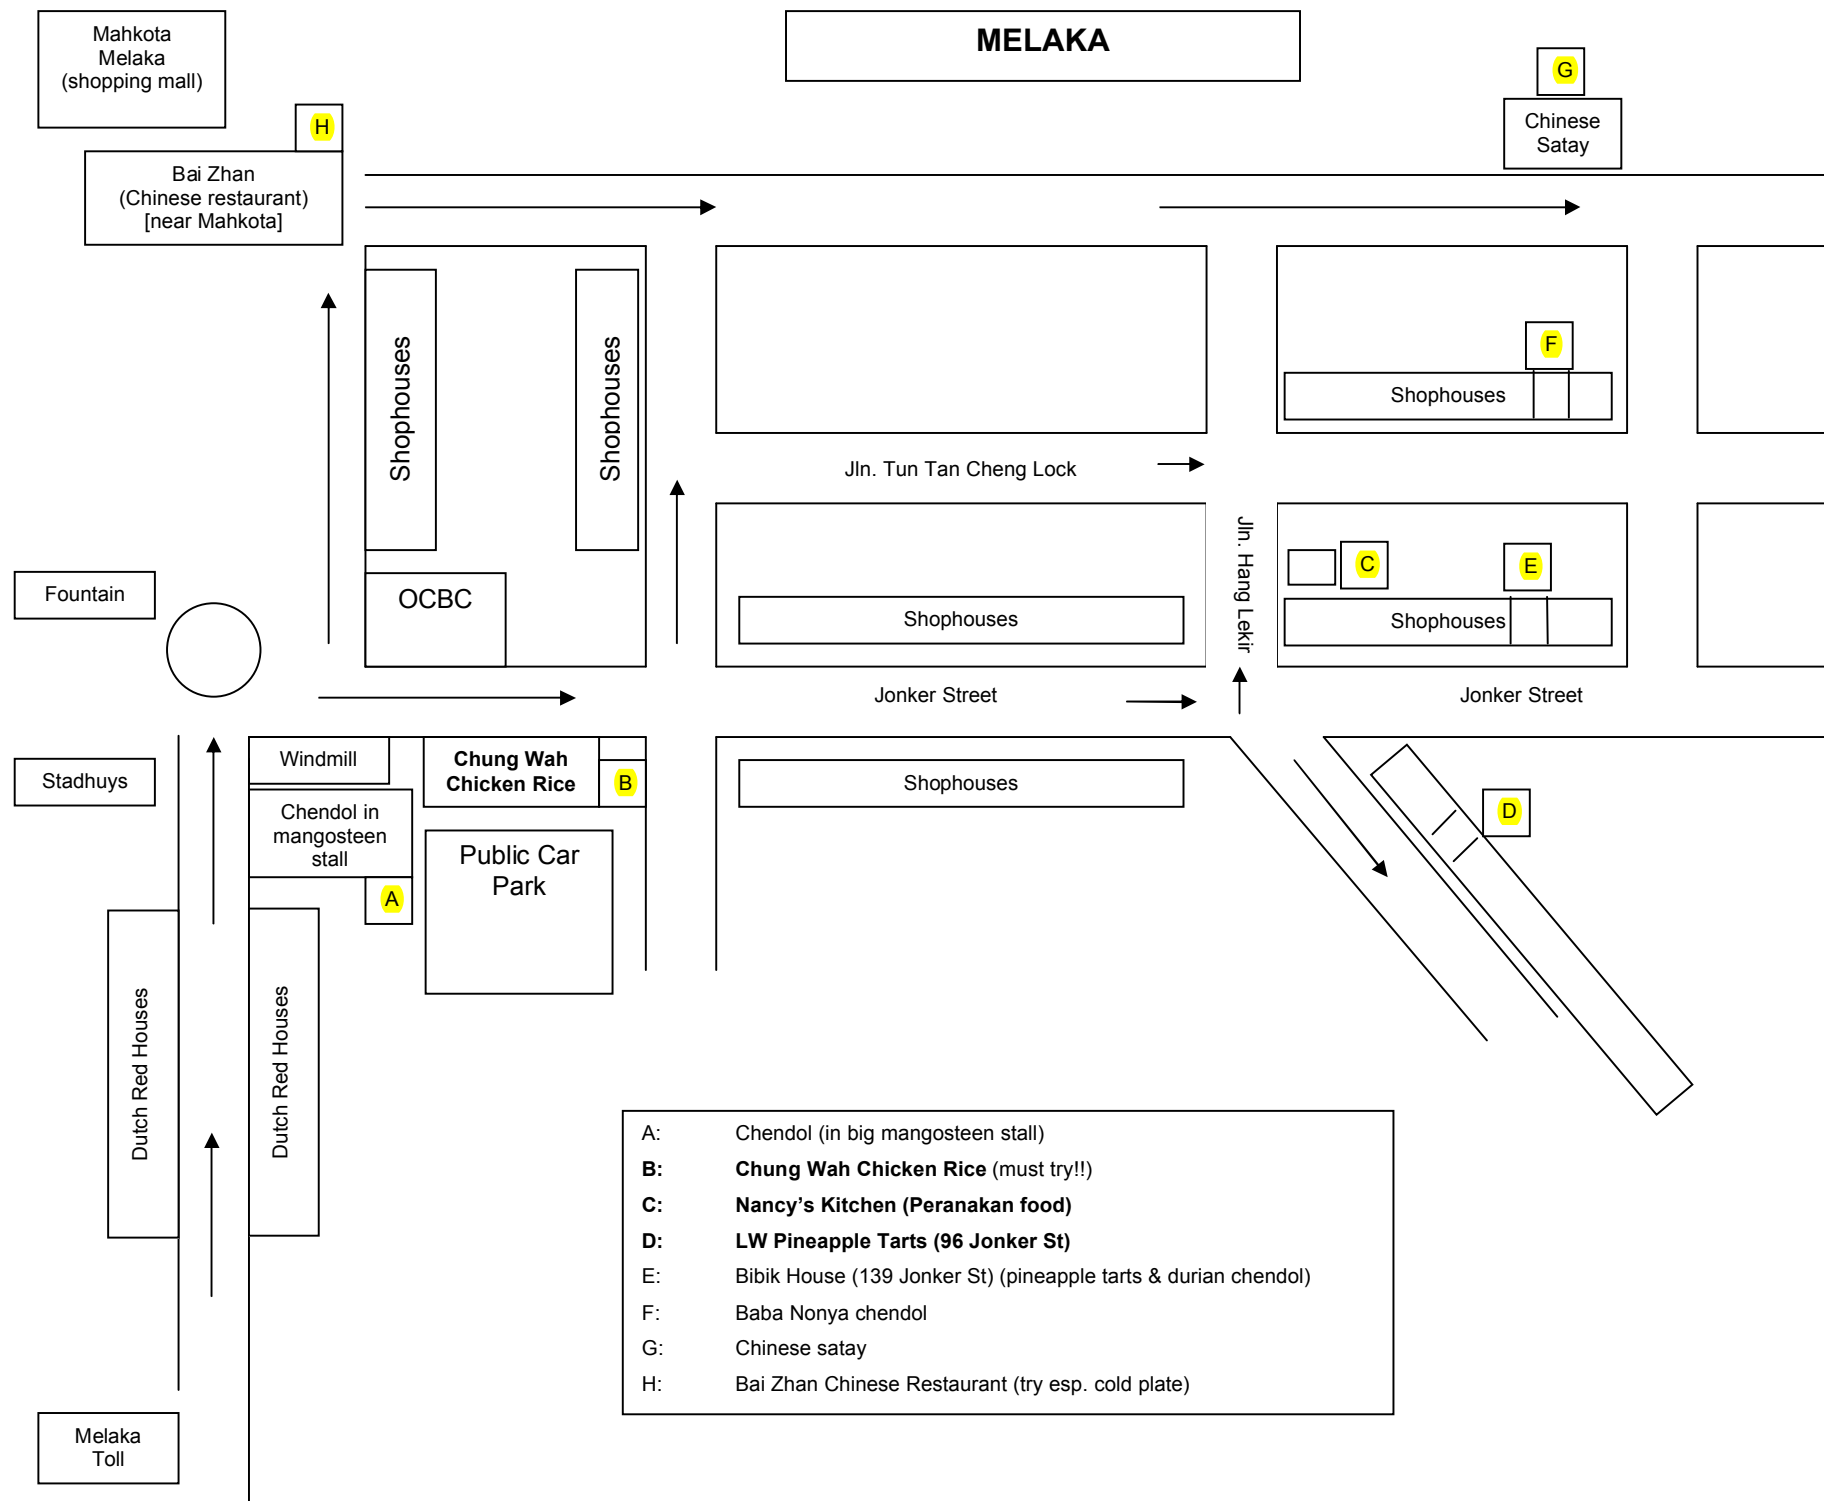 Mahkota
Melaka
(shopping mall)
MELAKA
G
Chinese
Satay
H
Bai Zhan
(Chinese restaurant)
[near Mahkota]
Shophouses
Shophouses
F
Shophouses
Jln. Tun Tan Cheng Lock
Jln. Hang Lekir
C
E
Fountain
OCBC
Shophouses
Shophouses
Jonker Street
Jonker Street
Stadhuys
Windmill
Chung Wah
Chicken Rice
B
Shophouses
D
Chendol in
mangosteen
stall
A
Public Car
Park
Dutch Red Houses
Dutch Red Houses
A: Chendol (in big mangosteen stall)
B: Chung Wah Chicken Rice (must try!!)
C: Nancy’s Kitchen (Peranakan food)
D: LW Pineapple Tarts (96 Jonker St)
E: Bibik House (139 Jonker St) (pineapple tarts & durian chendol)
F: Baba Nonya chendol
G: Chinese satay
H: Bai Zhan Chinese Restaurant (try esp. cold plate)
Melaka
Toll